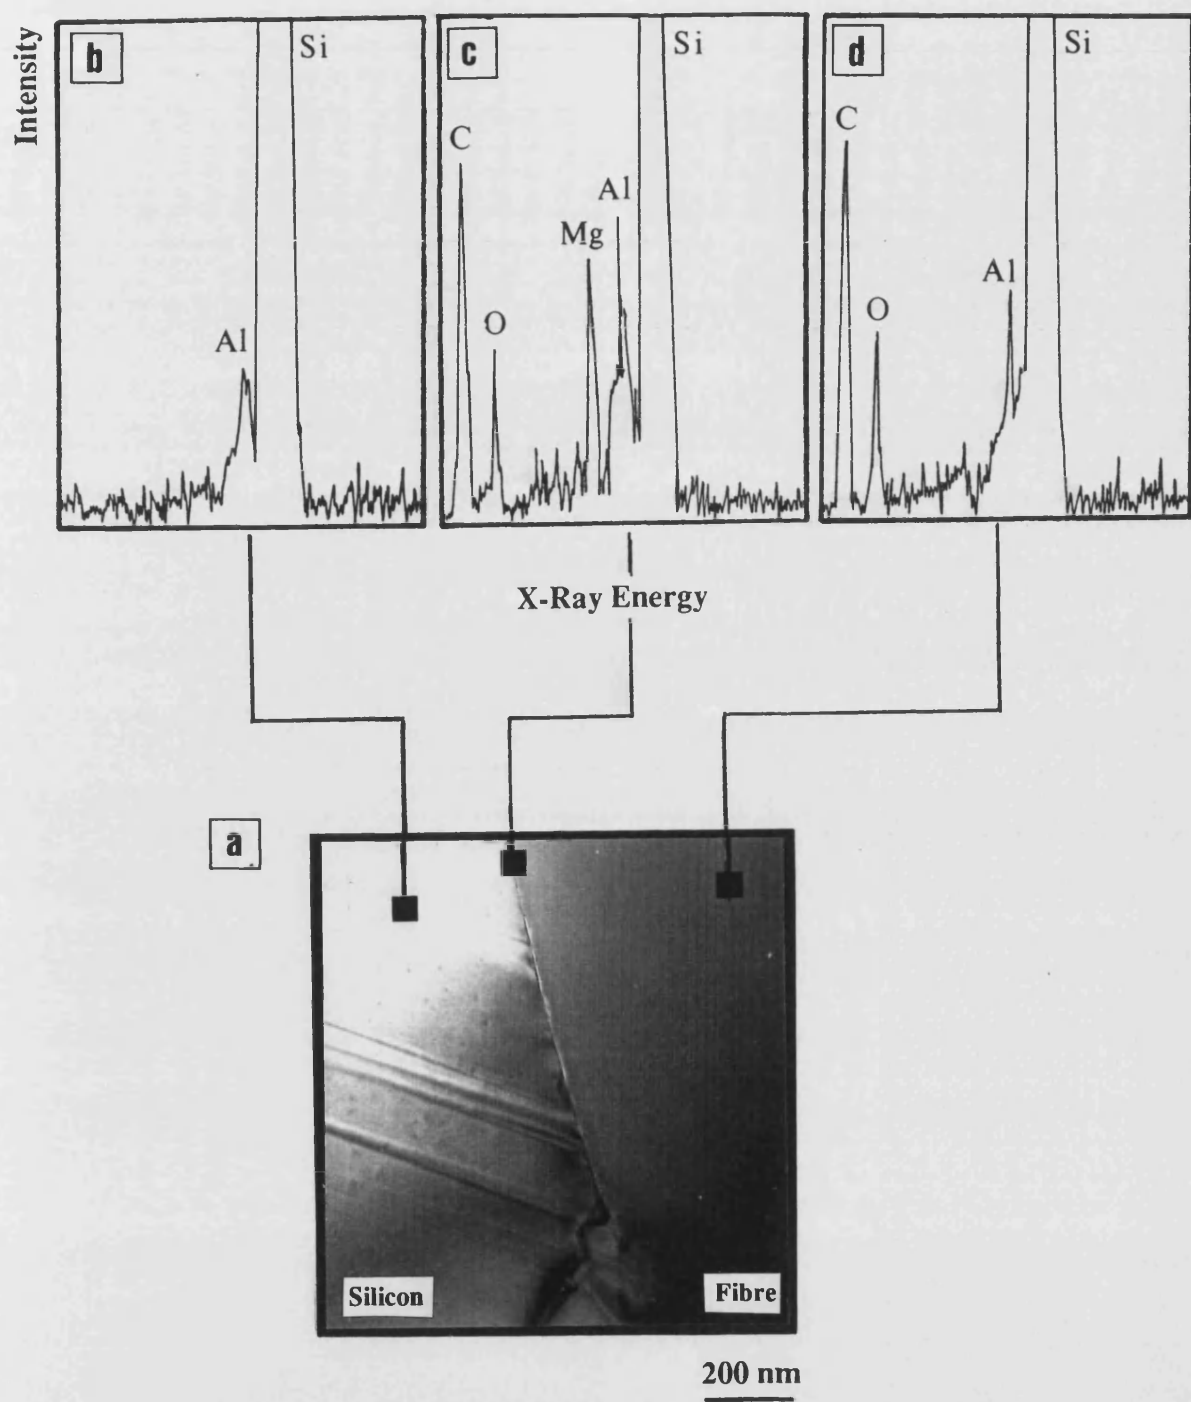 Intensity
b
Si
Al
c
Si
C
Al
Mg
O
d
Si
C
Al
O
X-Ray Energy
a
Silicon
Fibre
200 nm